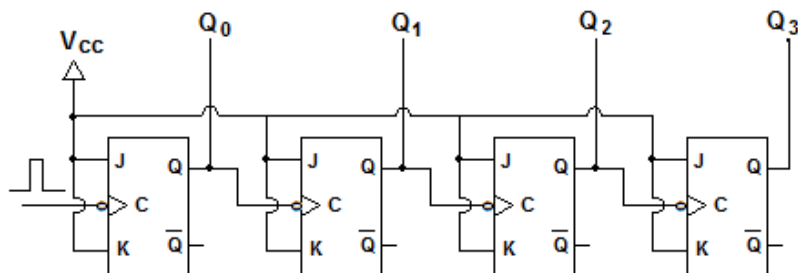 Q0 Q1 Q2 Q3
VCC
J Q J Q J Q J Q
C C C C
K Q̅ K Q̅ K Q̅ K Q̅